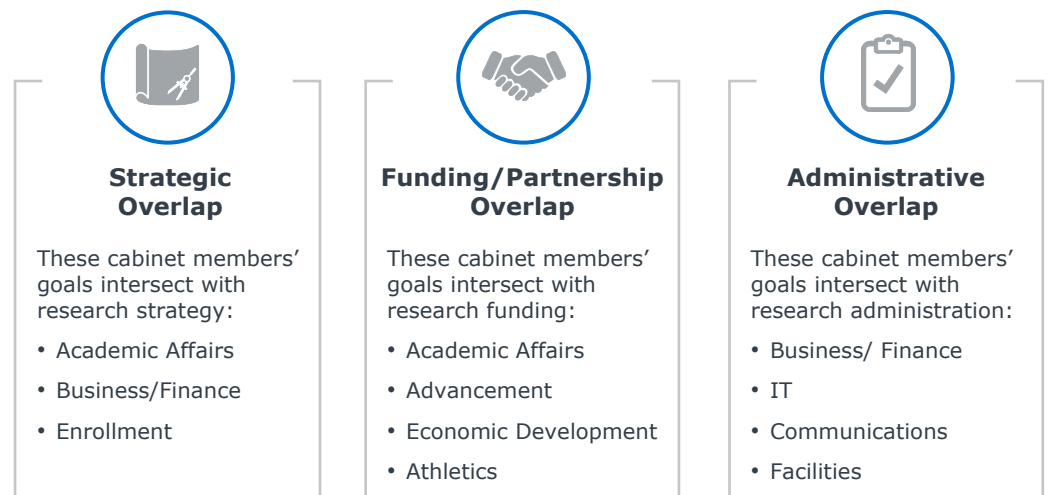 Strategic
Overlap
These cabinet members’
goals intersect with
research strategy:
• Academic Affairs
• Business/Finance
• Enrollment
Funding/Partnership
Overlap
These cabinet members’
goals intersect with
research funding:
• Academic Affairs
• Advancement
• Economic Development
• Athletics
Administrative
Overlap
These cabinet members’
goals intersect with
research administration:
• Business/ Finance
• IT
• Communications
• Facilities